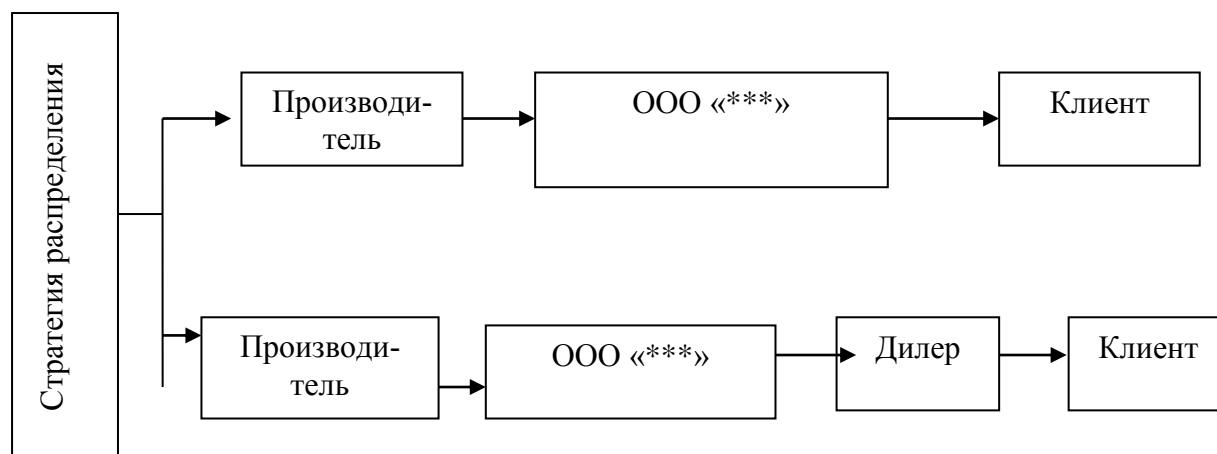 Стратегия распределения
Производи-
тель
ООО «***»
Клиент
Производи-
тель
ООО «***»
Дилер
Клиент